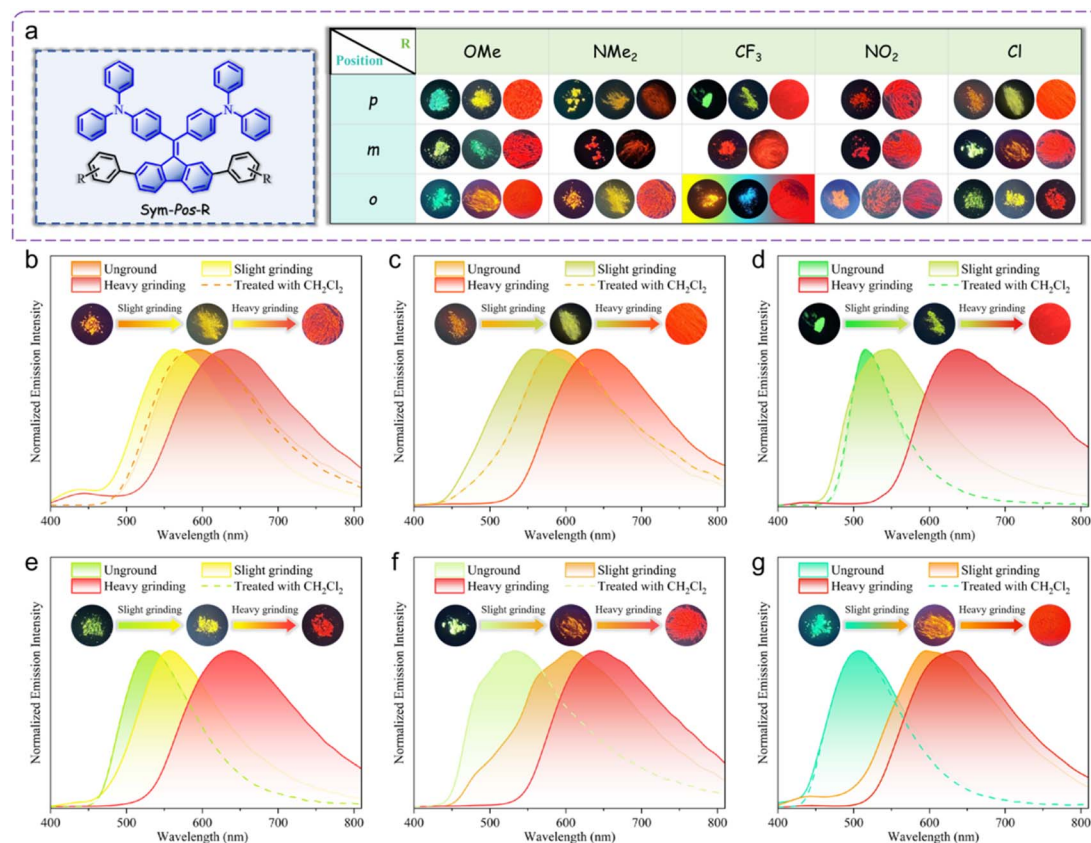 a
N
N
R
R
Sym-Pos-R
R
Position
OMe
NMe₂
CF₃
NO₂
Cl
p
m
o
b
Unground
Slight grinding
Heavy grinding
Treated with CH₂Cl₂
Slight grinding
Heavy grinding
Normalized Emission Intensity
400 500 600 700 800
Wavelength (nm)
c
Unground
Slight grinding
Heavy grinding
Treated with CH₂Cl₂
Slight grinding
Heavy grinding
Normalized Emission Intensity
400 500 600 700 800
Wavelength (nm)
d
Unground
Slight grinding
Heavy grinding
Treated with CH₂Cl₂
Slight grinding
Heavy grinding
Normalized Emission Intensity
400 500 600 700 800
Wavelength (nm)
e
Unground
Slight grinding
Heavy grinding
Treated with CH₂Cl₂
Slight grinding
Heavy grinding
Normalized Emission Intensity
400 500 600 700 800
Wavelength (nm)
f
Unground
Slight grinding
Heavy grinding
Treated with CH₂Cl₂
Slight grinding
Heavy grinding
Normalized Emission Intensity
400 500 600 700 800
Wavelength (nm)
g
Unground
Slight grinding
Heavy grinding
Treated with CH₂Cl₂
Slight grinding
Heavy grinding
Normalized Emission Intensity
400 500 600 700 800
Wavelength (nm)